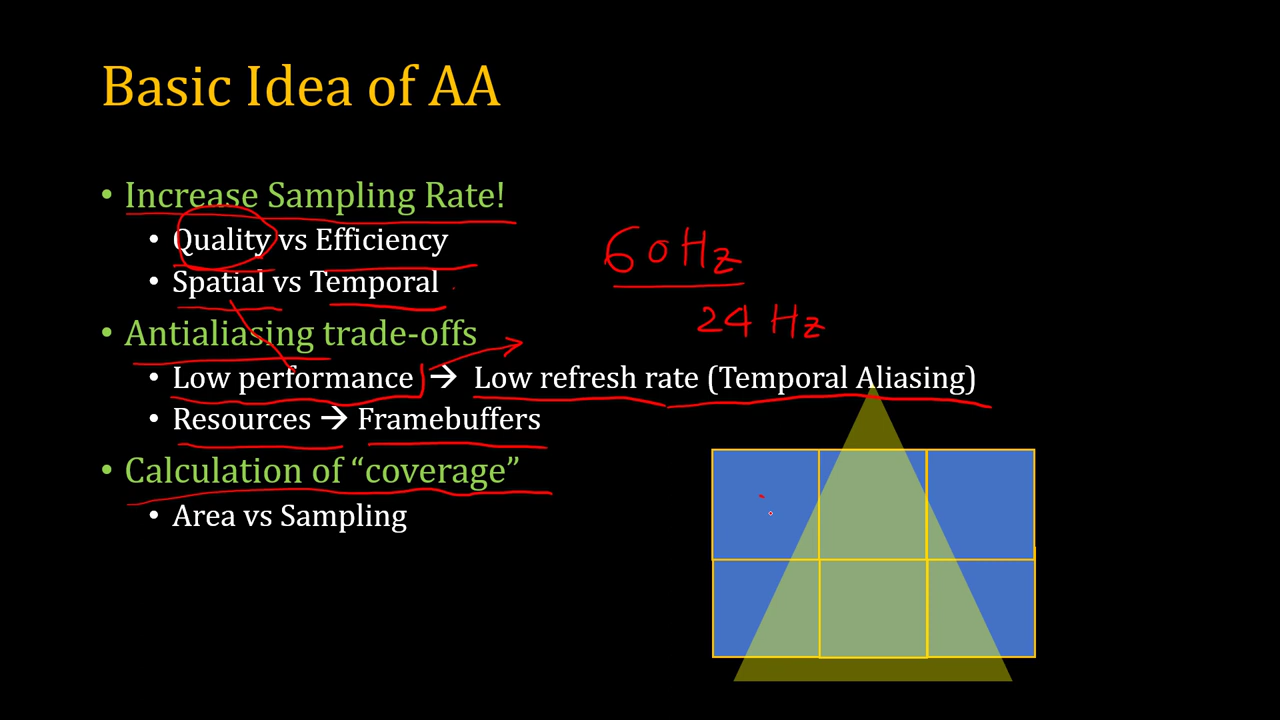 Basic Idea of AA
• Increase Sampling Rate!
• Quality vs Efficiency
• Spatial vs Temporal
60Hz
24 Hz
• Antialiasing trade-offs
• Low performance → Low refresh rate (Temporal Aliasing)
• Resources → Framebuffers
• Calculation of “coverage”
• Area vs Sampling